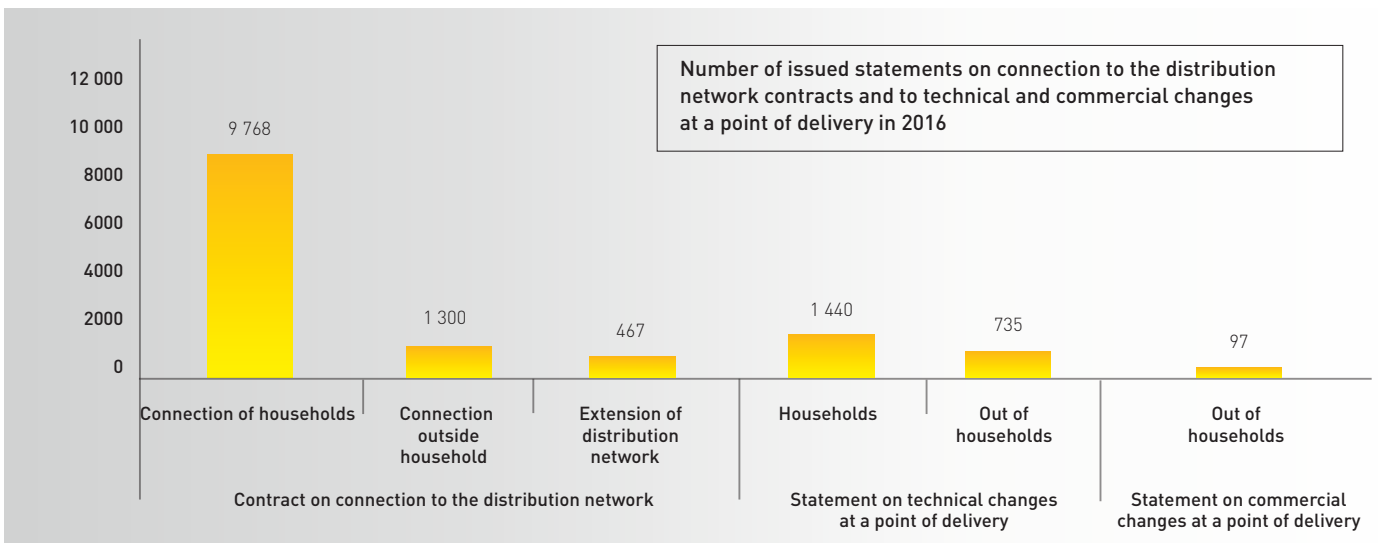 Number of issued statements on connection to the distribution
network contracts and to technical and commercial changes
at a point of delivery in 2016
12 000
10 000
8000
6000
4000
2000
0
9 768
1 300
467
1 440
735
97
Connection of households
Connection
outside
household
Extension of
distribution
network
Households
Out of
households
Out of
households
Contract on connection to the distribution network
Statement on technical changes
at a point of delivery
Statement on commercial
changes at a point of delivery